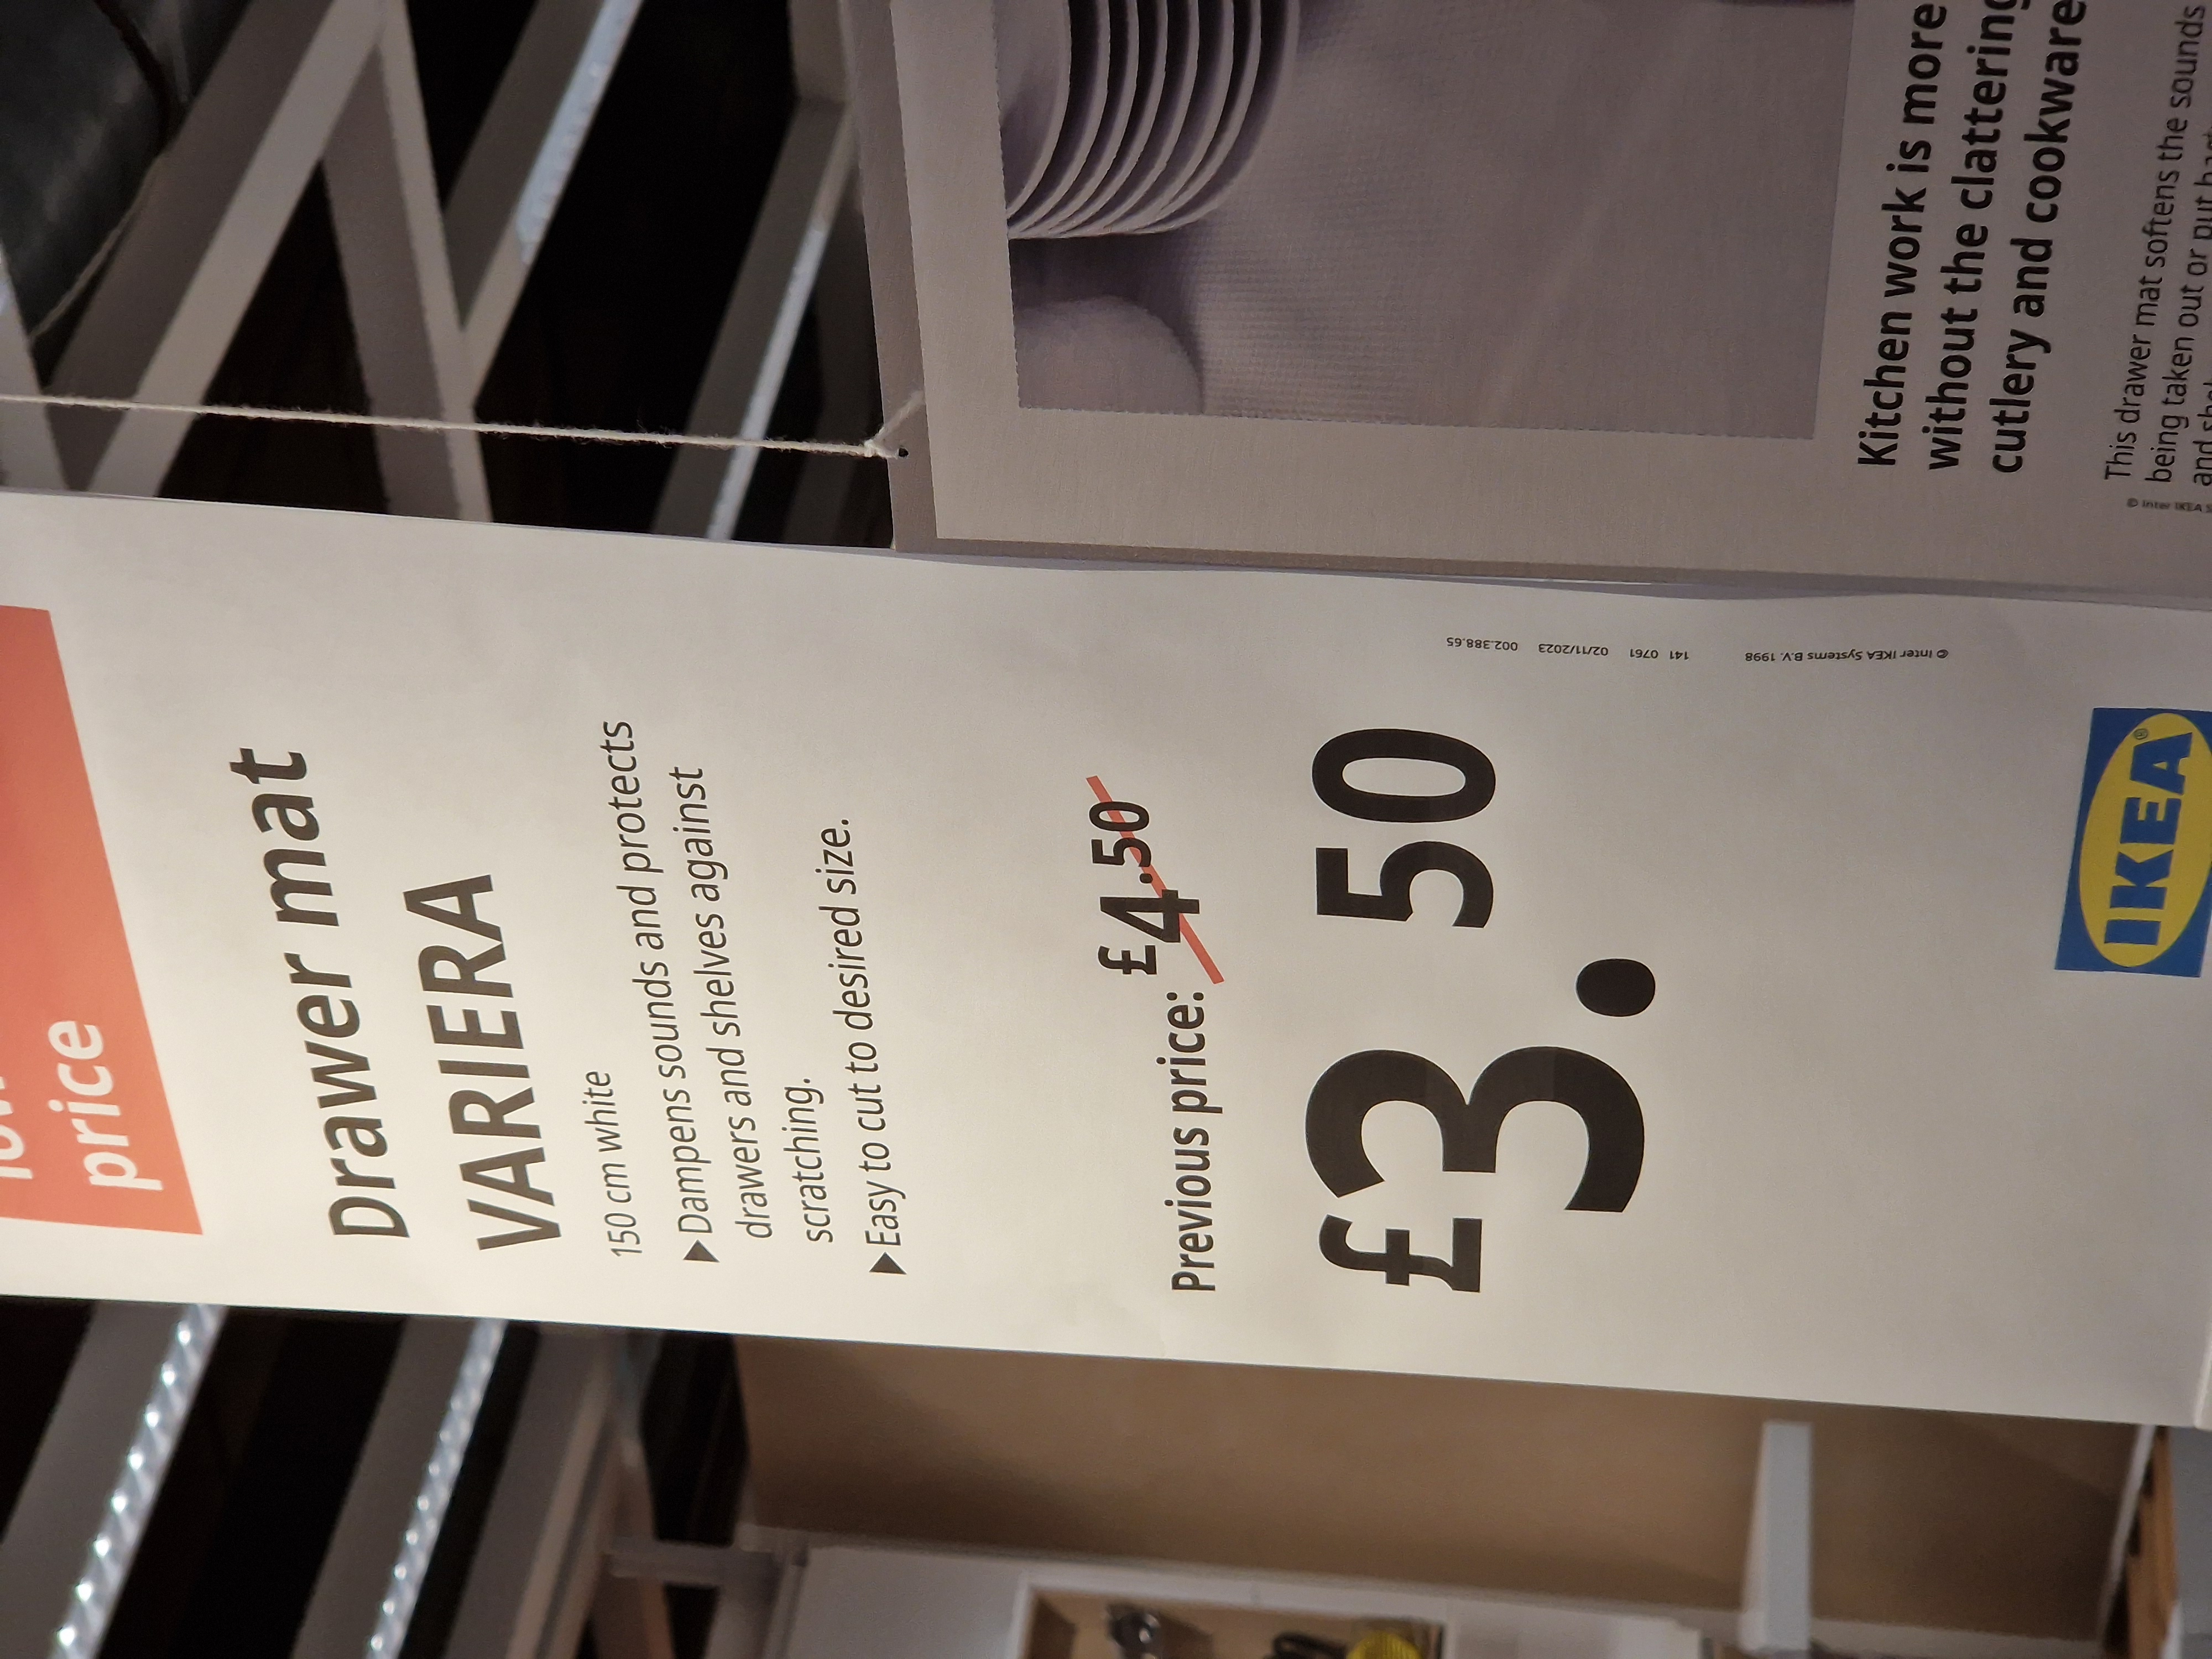 price
Drawer mat
VARIERA
150 cm white
▶Dampens sounds and protects
drawers and shelves against
scratching.
▶Easy to cut to desired size.
Previous price: £4.50
£3.50
© Inter IKEA Systems B.V. 1998 141 0761 02/11/2023 002.388.65
IKEA®
Kitchen work is more
without the clattering
cutlery and cookware
This drawer mat softens the sounds
being taken out or put
and